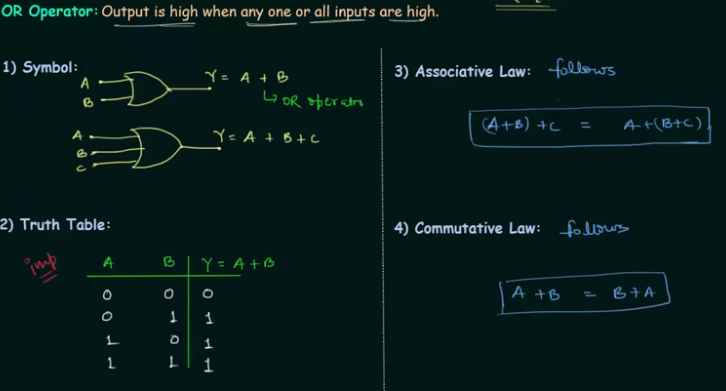 OR Operator: Output is high when any one or all inputs are high.
1) Symbol:
A
B
Y = A + B
↳ OR operator
A
B
C
Y = A + B + C
2) Truth Table:
imp
A B Y = A + B
0 0 0
0 1 1
1 0 1
1 1 1
3) Associative Law: follows
(A+B) + C = A + (B+C)
4) Commutative Law: follows
A + B = B + A